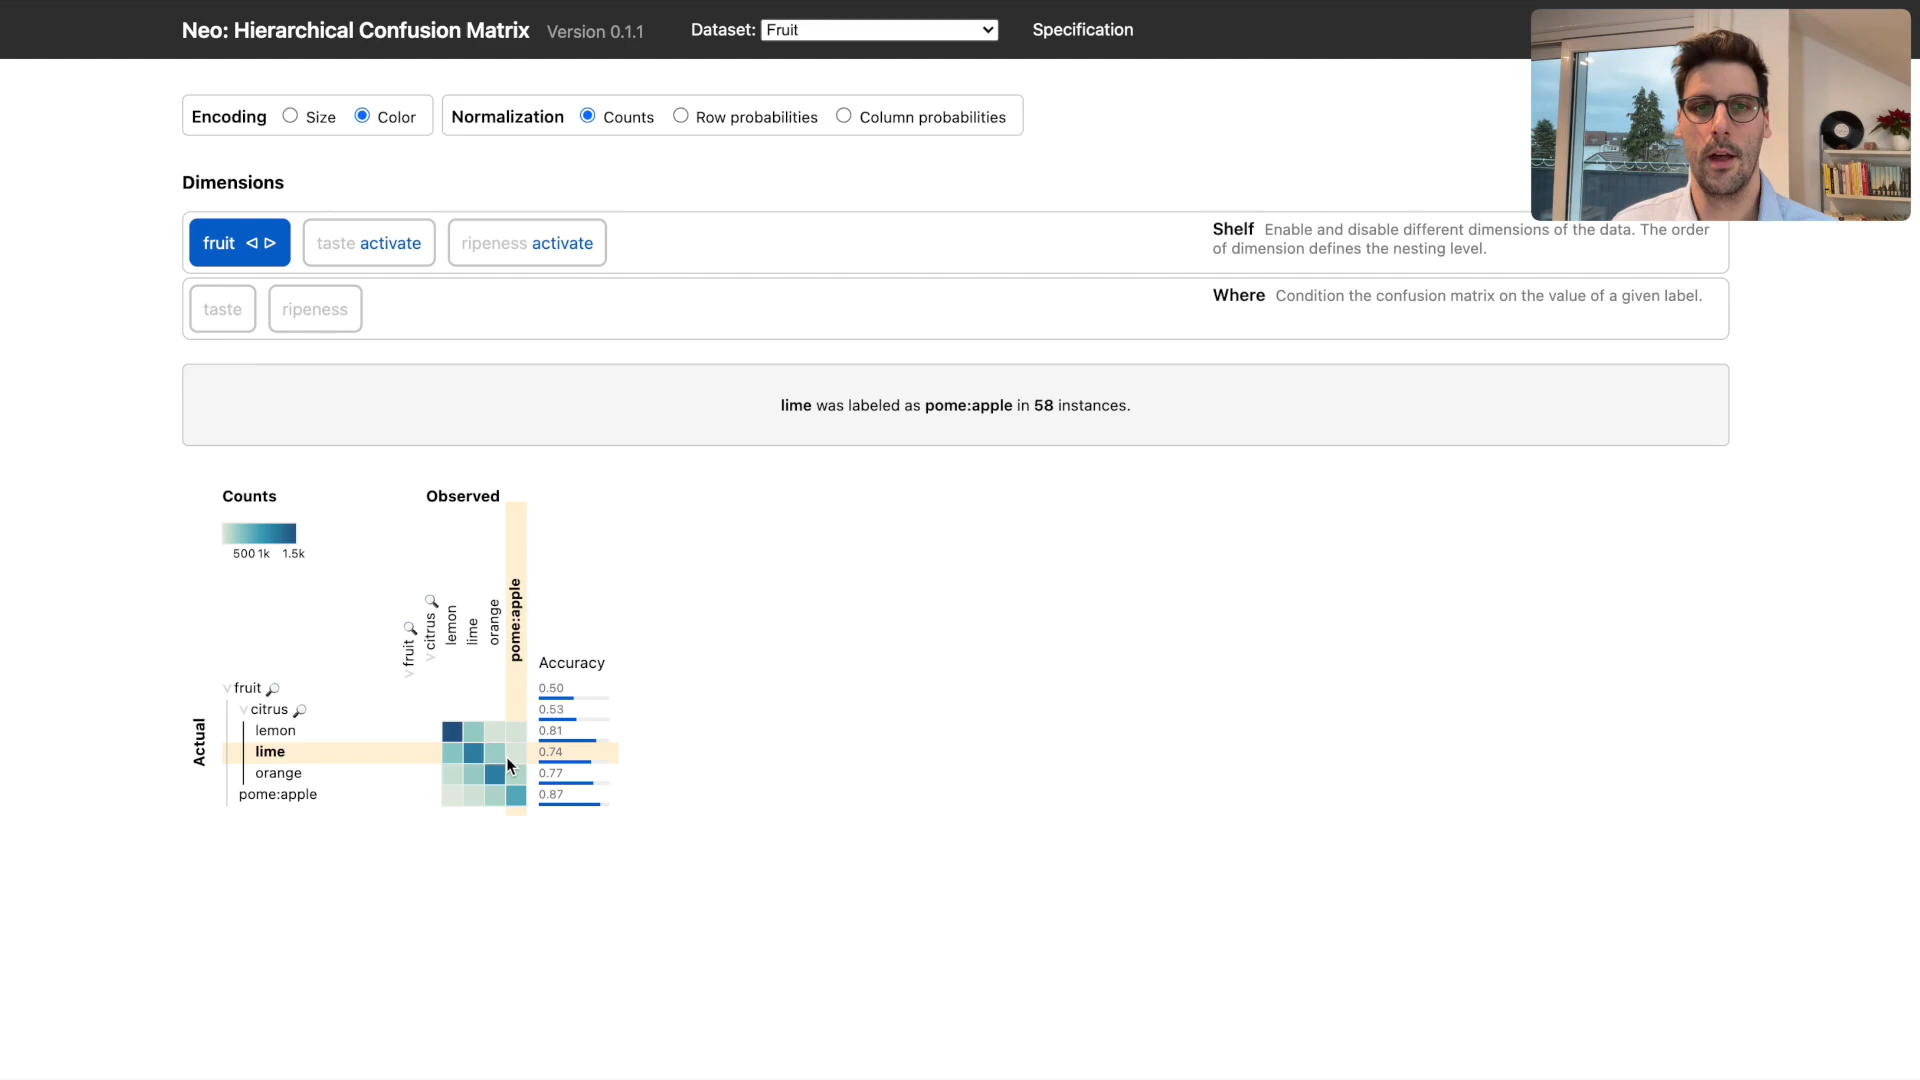 Neo: Hierarchical Confusion Matrix Version 0.1.1 Dataset: Fruit Specification
Encoding Size Color Normalization Counts Row probabilities Column probabilities
Dimensions
fruit taste activate ripeness activate
Shelf Enable and disable different dimensions of the data. The order
of dimension defines the nesting level.
taste ripeness
Where Condition the confusion matrix on the value of a given label.
lime was labeled as pome:apple in 58 instances.
Counts
500 1k 1.5k
Observed
fruit
citrus
lemon
lime
orange
pome:apple
Accuracy
Actual
fruit 0.50
citrus 0.53
lemon 0.81
lime 0.74
orange 0.77
pome:apple 0.87